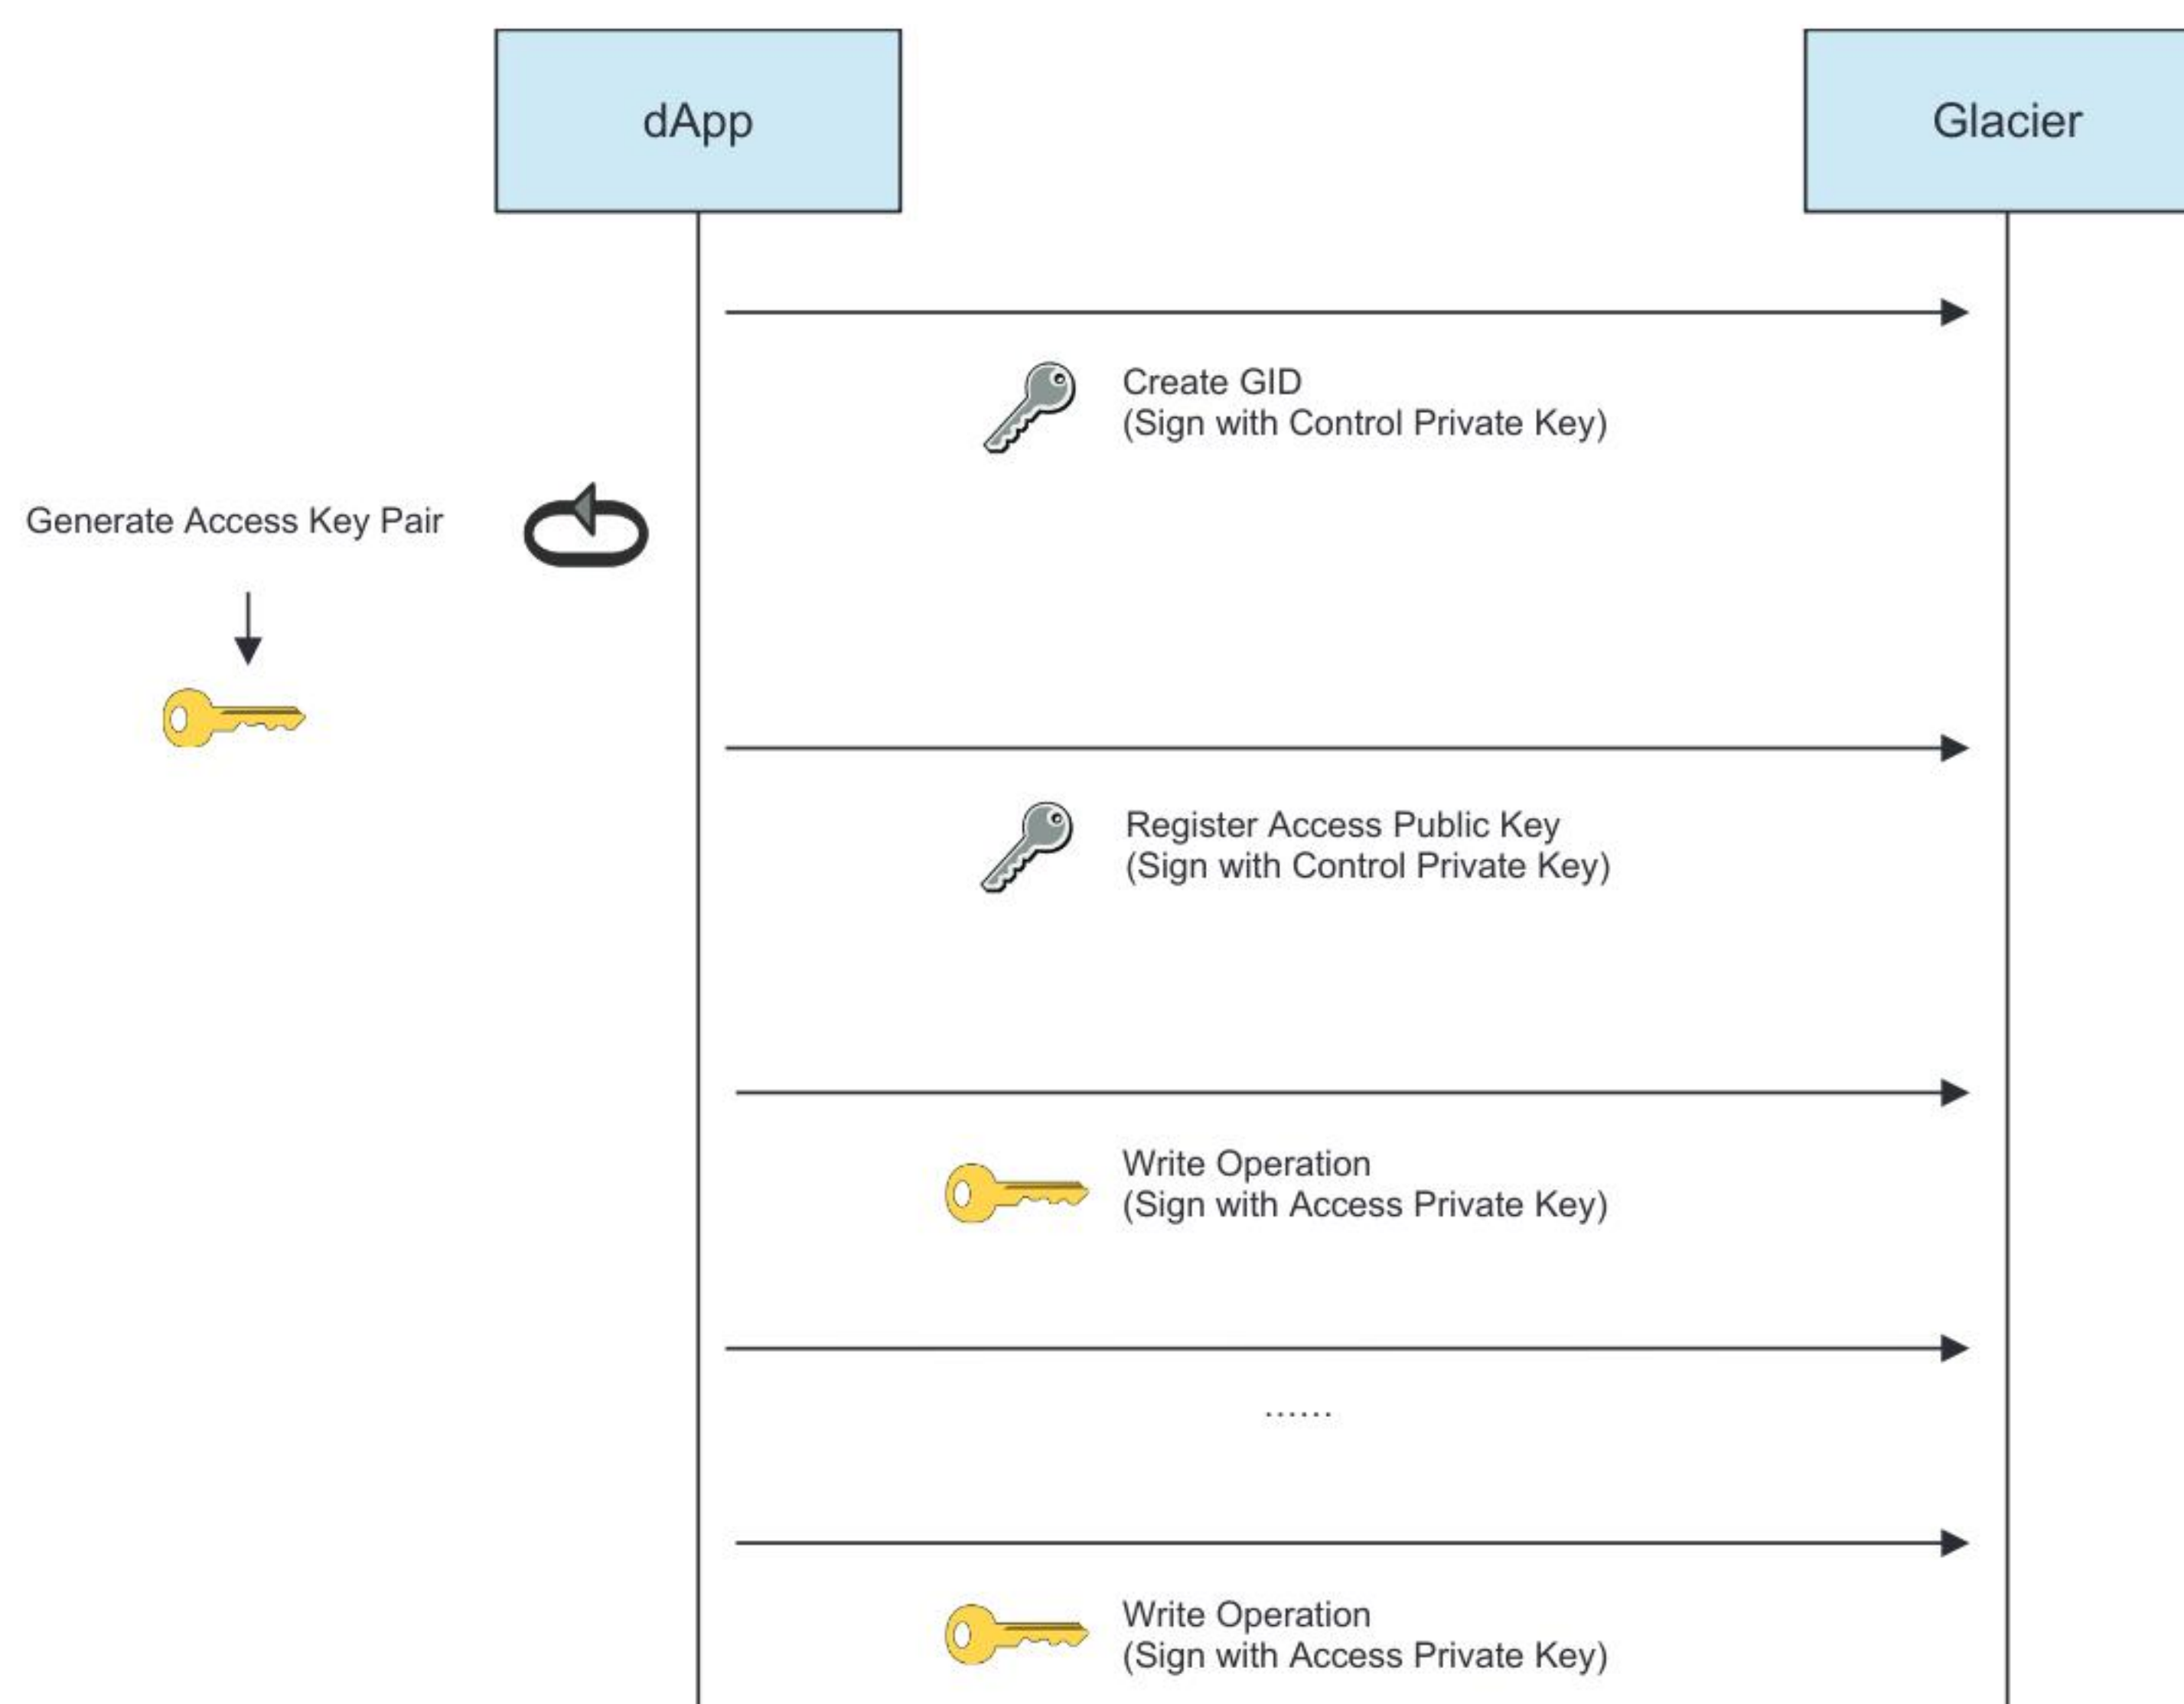 dApp
Glacier
Create GID
(Sign with Control Private Key)
Generate Access Key Pair
Register Access Public Key
(Sign with Control Private Key)
Write Operation
(Sign with Access Private Key)
......
Write Operation
(Sign with Access Private Key)